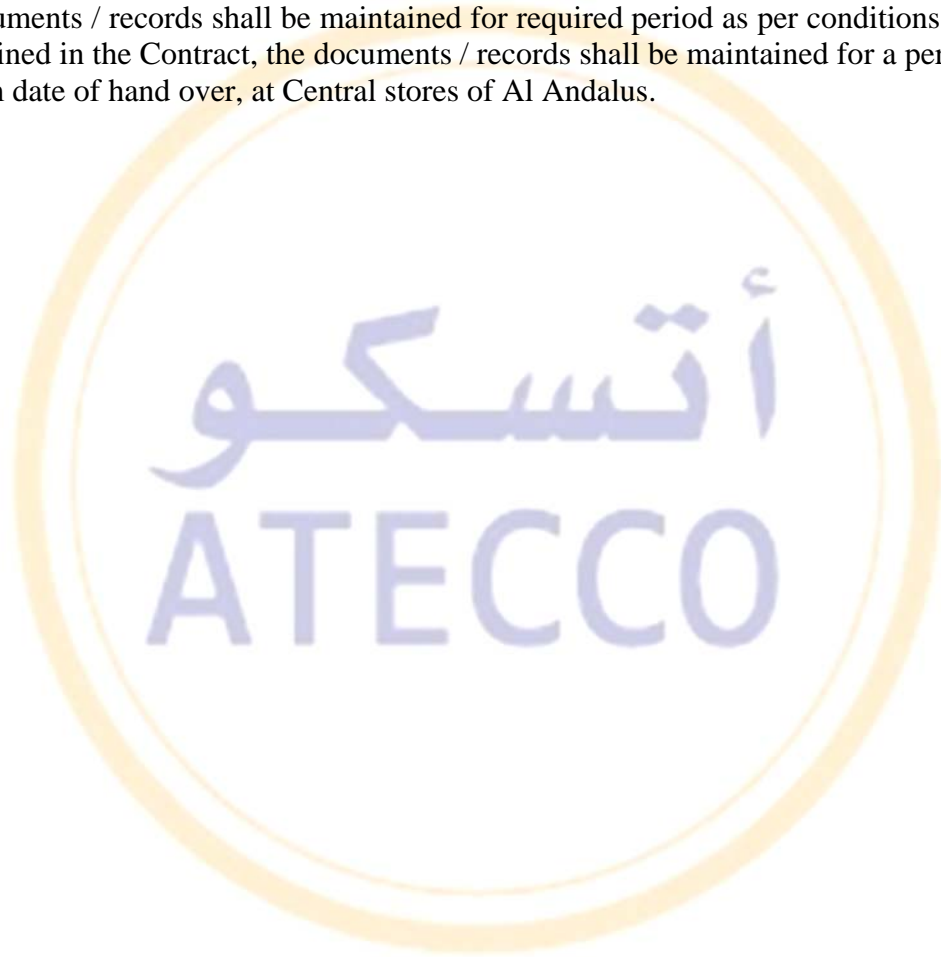 uments / records shall be maintained for required period as per conditions
ined in the Contract, the documents / records shall be maintained for a per
date of hand over, at Central stores of Al Andalus.
أتسكو
ATECCO